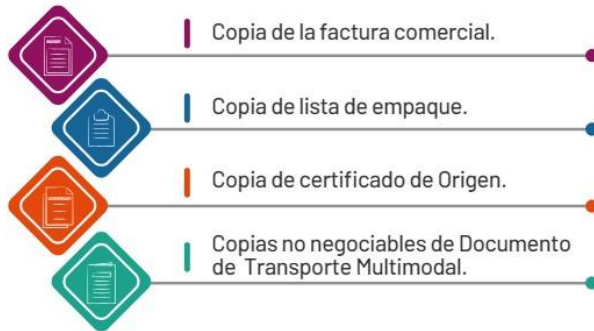 Copia de la factura comercial.
Copia de lista de empaque.
Copia de certificado de Origen.
Copias no negociables de Documento
de Transporte Multimodal.